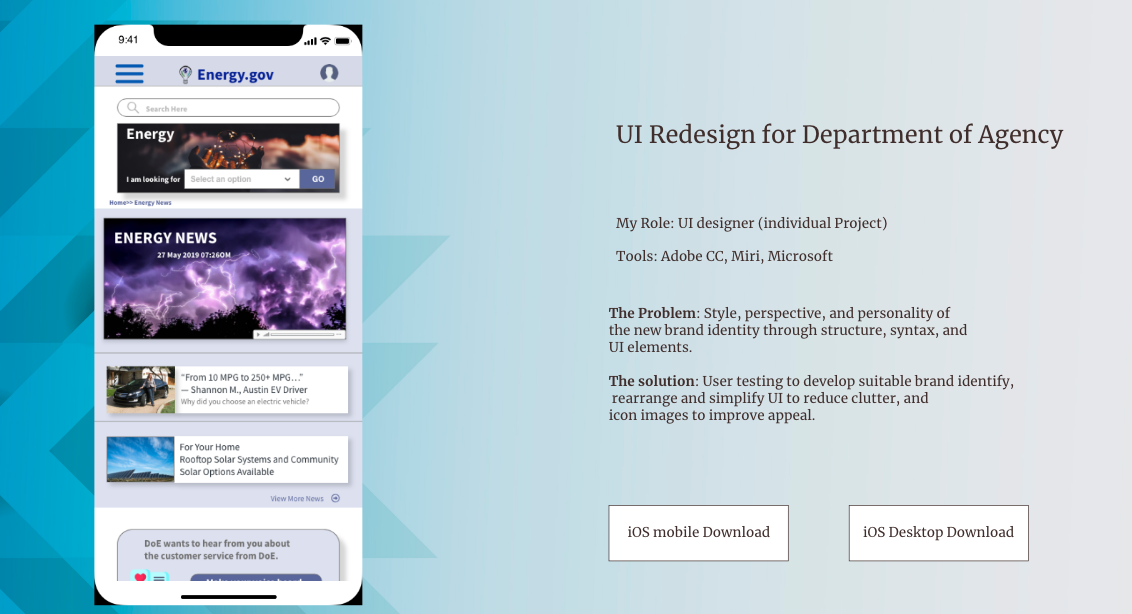 9:41
Energy.gov
Search Here
Energy
I am looking for
Select an option
GO
Home>> Energy News
ENERGY NEWS
27 May 2019 07:26OM
"From 10 MPG to 250+ MPG…"
— Shannon M., Austin EV Driver
Why did you choose an electric vehicle?
For Your Home
Rooftop Solar Systems and Community
Solar Options Available
View More News
DoE wants to hear from you about
the customer service from DoE.
UI Redesign for Department of Agency
My Role: UI designer (individual Project)
Tools: Adobe CC, Miri, Microsoft
The Problem: Style, perspective, and personality of
the new brand identity through structure, syntax, and
UI elements.
The solution: User testing to develop suitable brand identify,
rearrange and simplify UI to reduce clutter, and
icon images to improve appeal.
iOS mobile Download
iOS Desktop Download